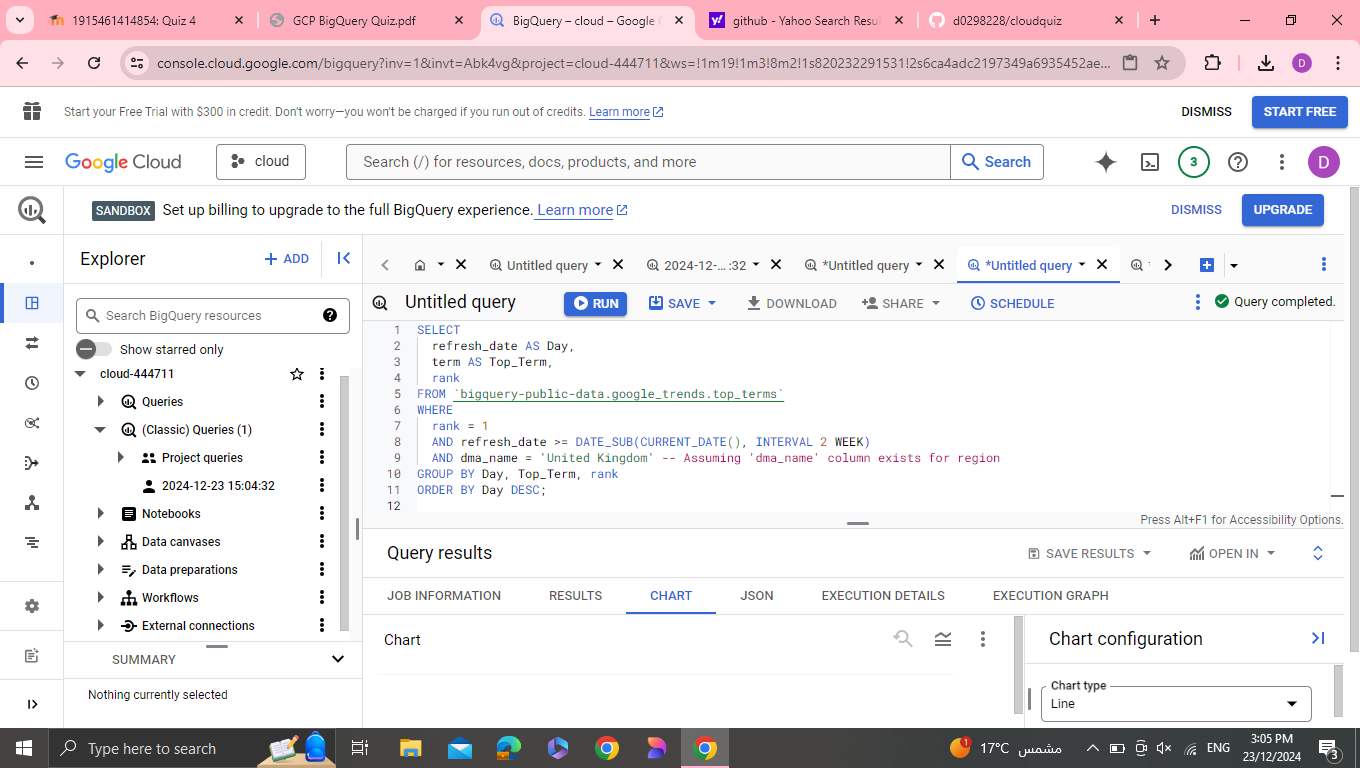 1915461414854: Quiz 4
GCP BigQuery Quiz.pdf
BigQuery – cloud – Google C
github - Yahoo Search Resu
d0298228/cloudquiz
console.cloud.google.com/bigquery?inv=1&invt=Abk4vg&project=cloud-444711&ws=!1m19!1m3!8m2!1s820232291531!2s6ca4adc2197349a6935452ae...
D
Start your Free Trial with $300 in credit. Don't worry—you won't be charged if you run out of credits. Learn more
DISMISS
START FREE
Google Cloud
cloud
Search (/) for resources, docs, products, and more
Search
3
D
SANDBOX Set up billing to upgrade to the full BigQuery experience. Learn more
DISMISS
UPGRADE
Explorer
+ ADD
Untitled query
2024-12-... :32
*Untitled query
*Untitled query
Search BigQuery resources
Show starred only
cloud-444711
Queries
(Classic) Queries (1)
Project queries
2024-12-23 15:04:32
Notebooks
Data canvases
Data preparations
Workflows
External connections
SUMMARY
Nothing currently selected
Untitled query
RUN
SAVE
DOWNLOAD
SHARE
SCHEDULE
Query completed.
1 SELECT
2 refresh_date AS Day,
3 term AS Top_Term,
4 rank
5 FROM `bigquery-public-data.google_trends.top_terms`
6 WHERE
7 rank = 1
8 AND refresh_date >= DATE_SUB(CURRENT_DATE(), INTERVAL 2 WEEK)
9 AND dma_name = 'United Kingdom' -- Assuming 'dma_name' column exists for region
10 GROUP BY Day, Top_Term, rank
11 ORDER BY Day DESC;
12
Press Alt+F1 for Accessibility Options.
Query results
SAVE RESULTS
OPEN IN
JOB INFORMATION
RESULTS
CHART
JSON
EXECUTION DETAILS
EXECUTION GRAPH
Chart
Chart configuration
Chart type
Line
Type here to search
1
17°C مشمس
ENG
3:05 PM
23/12/2024
3